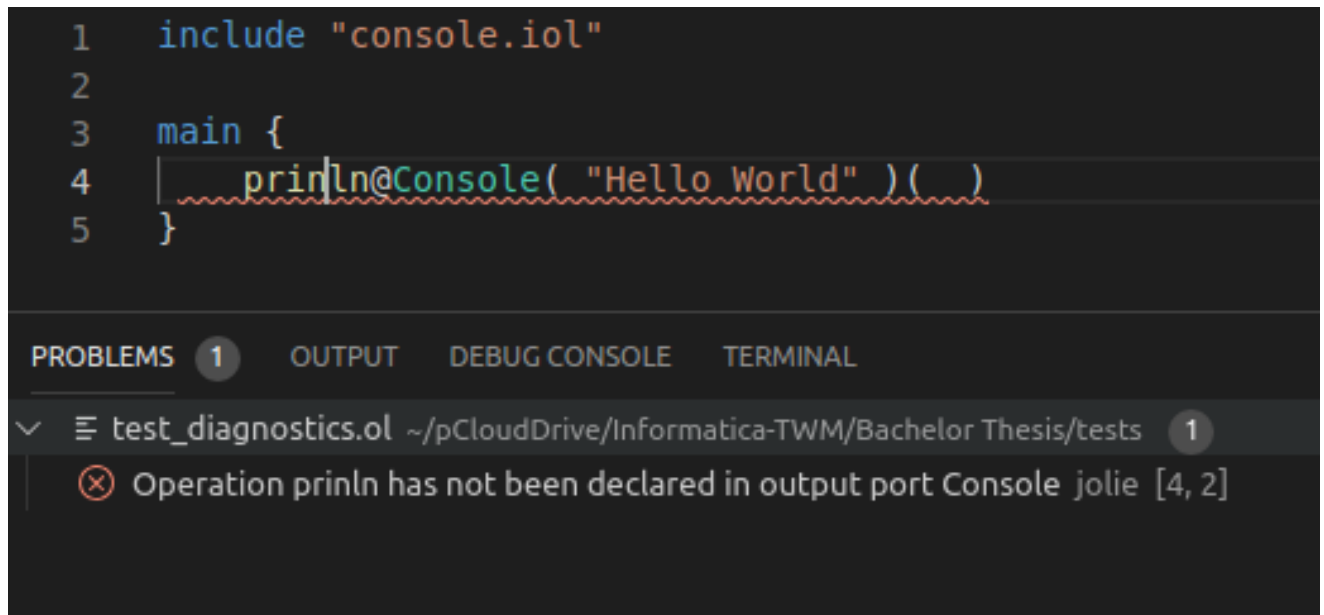 1 include "console.iol"
2
3 main {
4 prinln@Console( "Hello World" )(  )
5 }
PROBLEMS 1 OUTPUT DEBUG CONSOLE TERMINAL
test_diagnostics.ol ~/pCloudDrive/Informatica-TWM/Bachelor Thesis/tests 1
Operation prinln has not been declared in output port Console jolie [4, 2]